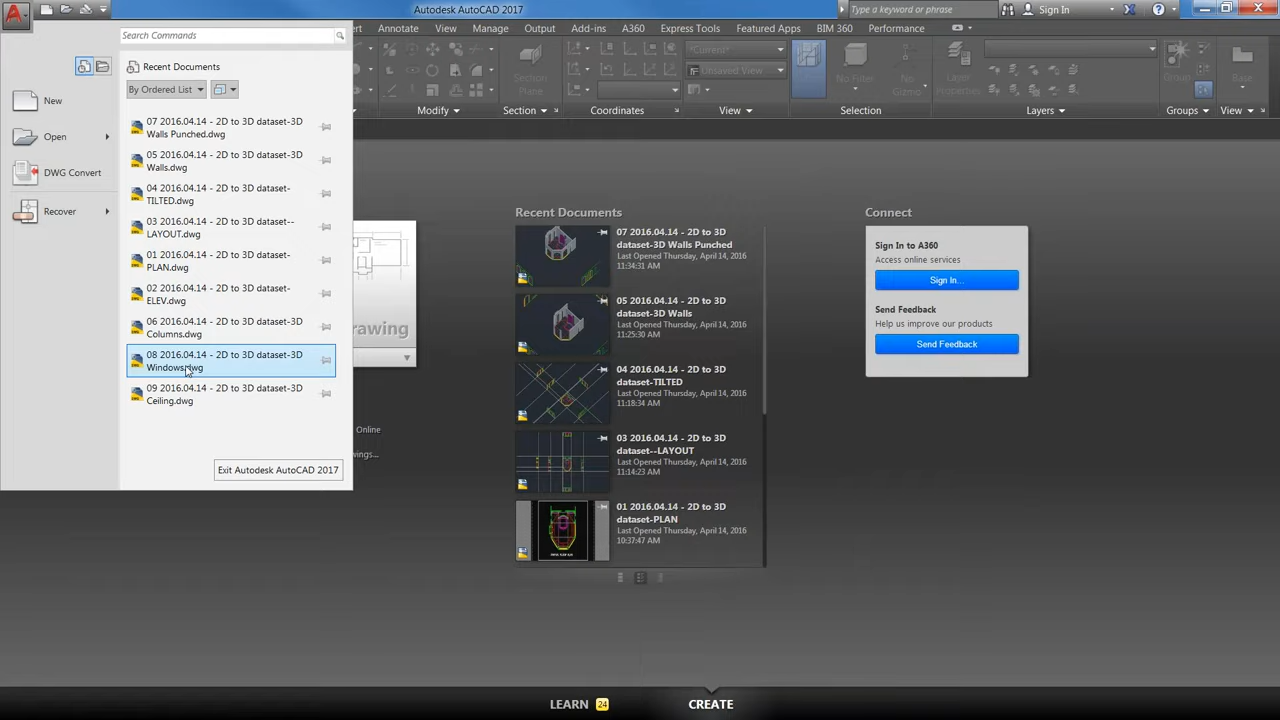 Autodesk AutoCAD 2017
Type a keyword or phrase
Sign In
Annotate
View
Manage
Output
Add-ins
A360
Express Tools
Featured Apps
BIM 360
Performance
Search Commands
Recent Documents
By Ordered List
New
Open
DWG Convert
Recover
07 2016.04.14 - 2D to 3D dataset-3D
Walls Punched.dwg
05 2016.04.14 - 2D to 3D dataset-3D
Walls.dwg
04 2016.04.14 - 2D to 3D dataset-
TILTED.dwg
03 2016.04.14 - 2D to 3D dataset--
LAYOUT.dwg
01 2016.04.14 - 2D to 3D dataset-
PLAN.dwg
02 2016.04.14 - 2D to 3D dataset-
ELEV.dwg
06 2016.04.14 - 2D to 3D dataset-3D
Columns.dwg
08 2016.04.14 - 2D to 3D dataset-3D
Windows.dwg
09 2016.04.14 - 2D to 3D dataset-3D
Ceiling.dwg
Exit Autodesk AutoCAD 2017
*Current*
Unsaved View
Section
Plane
No Filter
No
Gizmo
Layer
Properties
Group
Base
Modify
Section
Coordinates
View
Selection
Layers
Groups
View
rawing
Online
Recent Documents
07 2016.04.14 - 2D to 3D
dataset-3D Walls Punched
Last Opened Thursday, April 14, 2016
11:34:31 AM
05 2016.04.14 - 2D to 3D
dataset-3D Walls
Last Opened Thursday, April 14, 2016
11:25:30 AM
04 2016.04.14 - 2D to 3D
dataset-TILTED
Last Opened Thursday, April 14, 2016
11:18:34 AM
03 2016.04.14 - 2D to 3D
dataset--LAYOUT
Last Opened Thursday, April 14, 2016
11:14:23 AM
01 2016.04.14 - 2D to 3D
dataset-PLAN
Last Opened Thursday, April 14, 2016
10:37:47 AM
Connect
Sign In to A360
Access online services
Sign In...
Send Feedback
Help us improve our products
Send Feedback
LEARN 24
CREATE